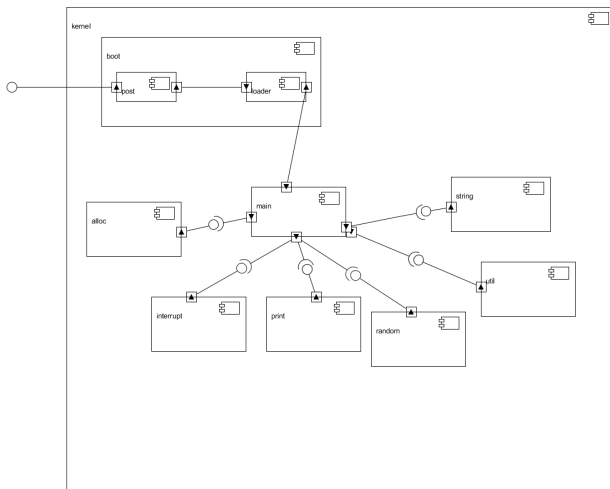 kernel
boot
post
loader
main
string
alloc
util
interrupt
print
random